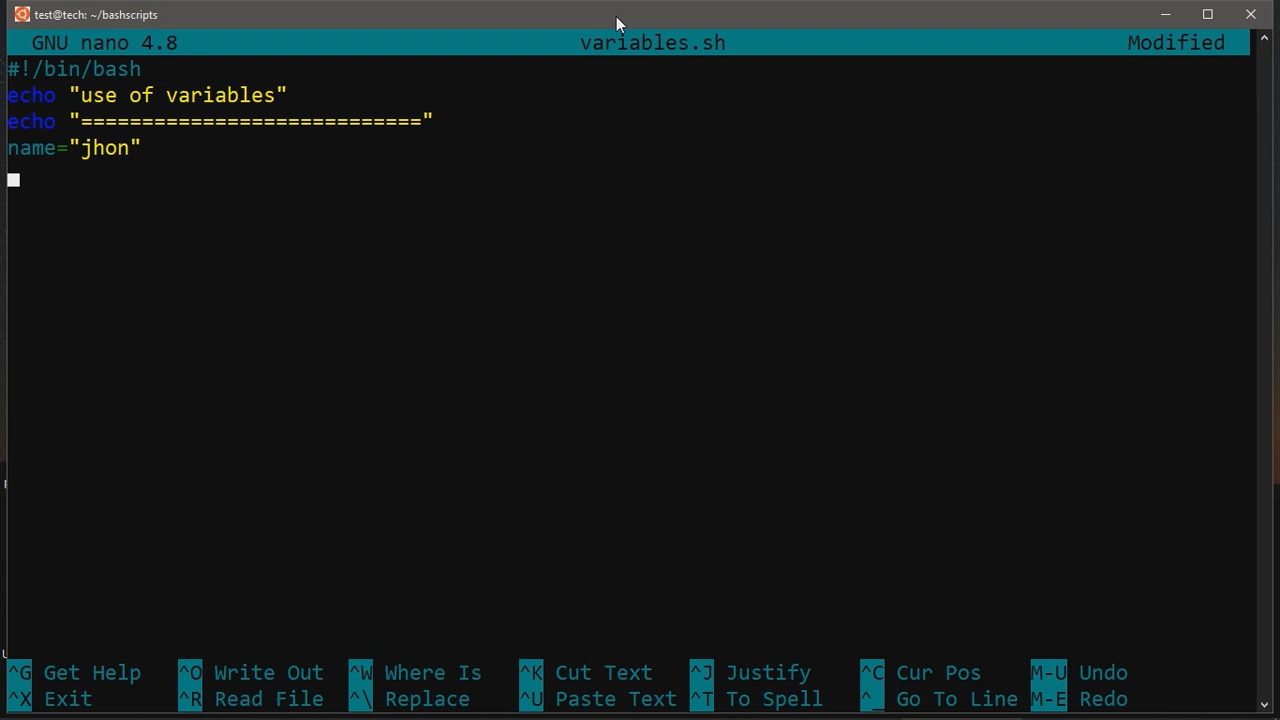 test@tech: ~/bashscripts
GNU nano 4.8 variables.sh Modified
#!/bin/bash
echo "use of variables"
echo "============================"
name="jhon"
^G Get Help ^O Write Out ^W Where Is ^K Cut Text ^J Justify ^C Cur Pos M-U Undo
^X Exit ^R Read File ^\ Replace ^U Paste Text ^T To Spell ^_ Go To Line M-E Redo